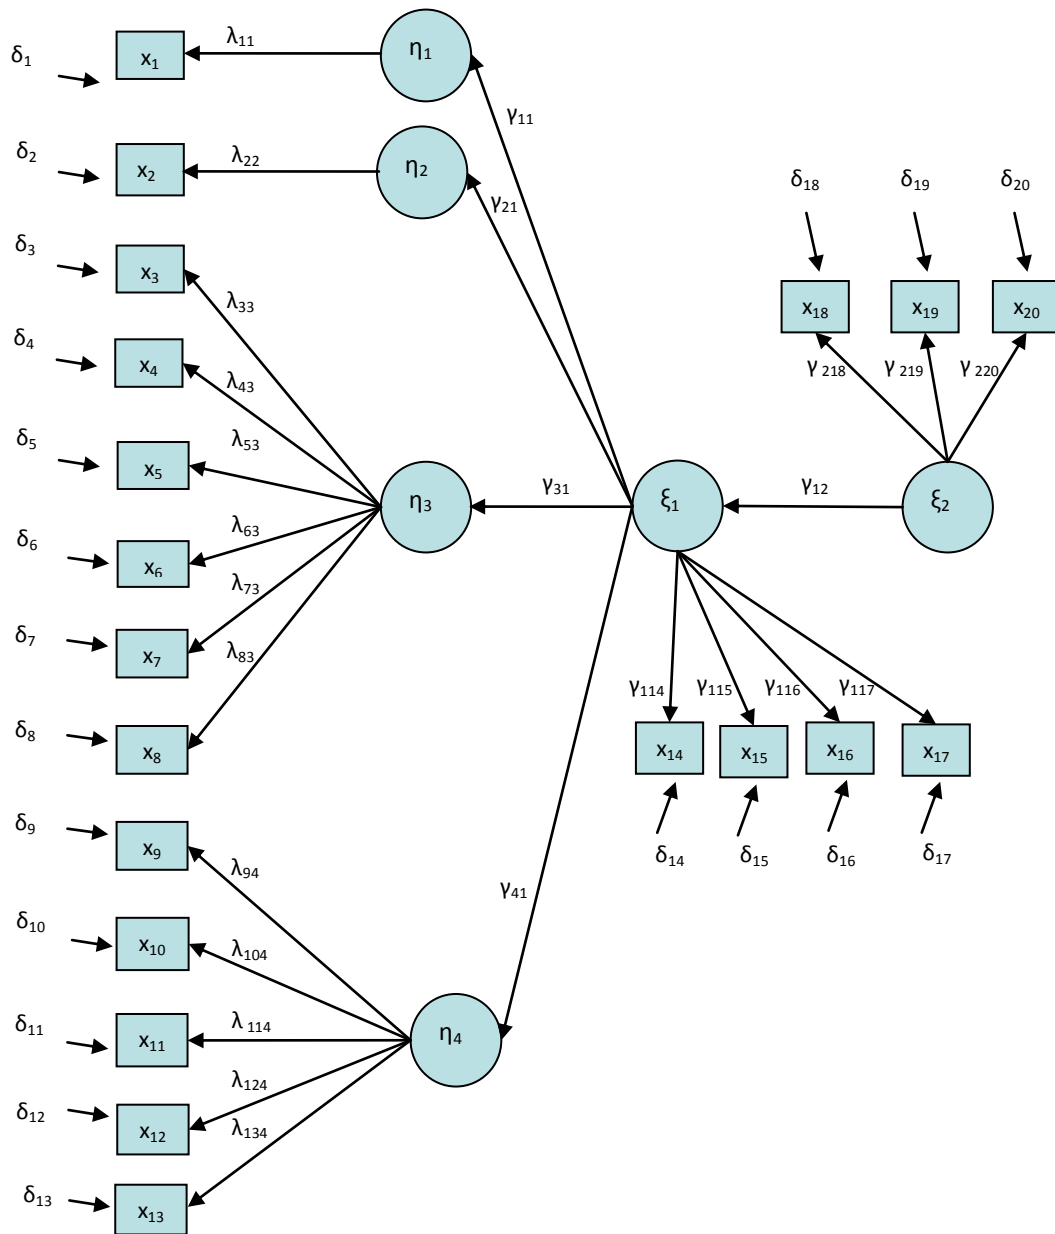 δ₁
x₁
λ₁₁
η₁
γ₁₁
δ₂
x₂
λ₂₂
η₂
γ₂₁
δ₁₈
δ₁₉
δ₂₀
δ₃
x₃
λ₃₃
x₁₈
x₁₉
x₂₀
δ₄
x₄
λ₄₃
γ ₂₁₈
γ ₂₁₉
γ ₂₂₀
δ₅
x₅
λ₅₃
η₃
γ₃₁
ξ₁
γ₁₂
ξ₂
δ₆
x₆
λ₆₃
δ₇
x₇
λ₇₃
δ₈
x₈
λ₈₃
γ₁₁₄
γ₁₁₅
γ₁₁₆
γ₁₁₇
x₁₄
x₁₅
x₁₆
x₁₇
δ₁₄
δ₁₅
δ₁₆
δ₁₇
δ₉
x₉
λ₉₄
γ₄₁
δ₁₀
x₁₀
λ₁₀₄
δ₁₁
x₁₁
λ ₁₁₄
η₄
δ₁₂
x₁₂
λ₁₂₄
λ₁₃₄
δ₁₃
x₁₃